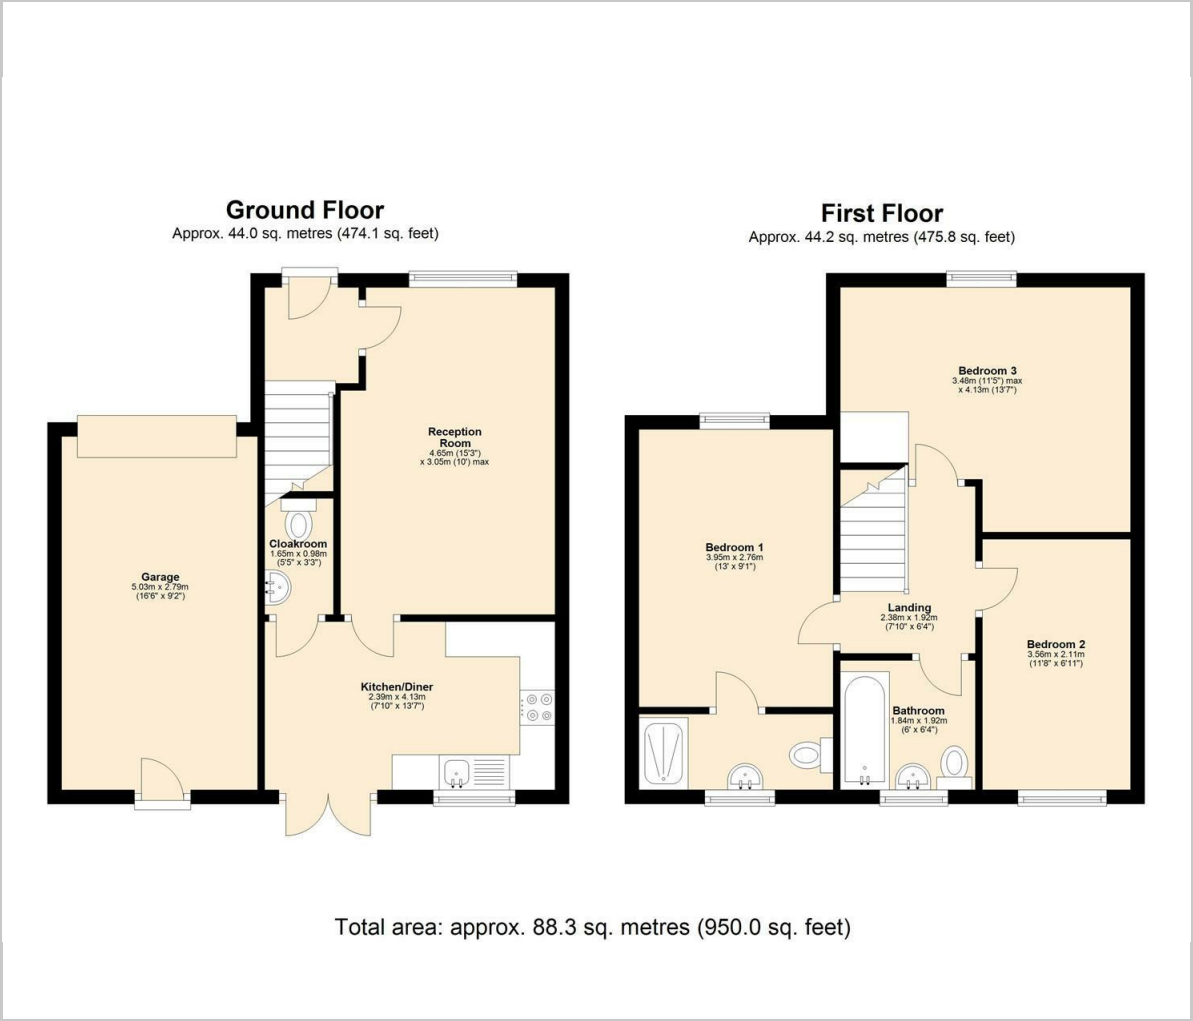 Ground Floor
Approx. 44.0 sq. metres (474.1 sq. feet)
First Floor
Approx. 44.2 sq. metres (475.8 sq. feet)
Reception
Room
4.65m (15'3")
x 3.05m (10') max
Cloakroom
1.65m x 0.98m
(5'5" x 3'3")
Garage
5.03m x 2.79m
(16'6" x 9'2")
Kitchen/Diner
2.39m x 4.13m
(7'10" x 13'7")
Bedroom 3
3.48m (11'5") max
x 4.13m (13'7")
Bedroom 1
3.95m x 2.76m
(13' x 9'1")
Landing
2.38m x 1.92m
(7'10" x 6'4")
Bedroom 2
3.56m x 2.11m
(11'8" x 6'11")
Bathroom
1.84m x 1.92m
(6' x 6'4")
Total area: approx. 88.3 sq. metres (950.0 sq. feet)